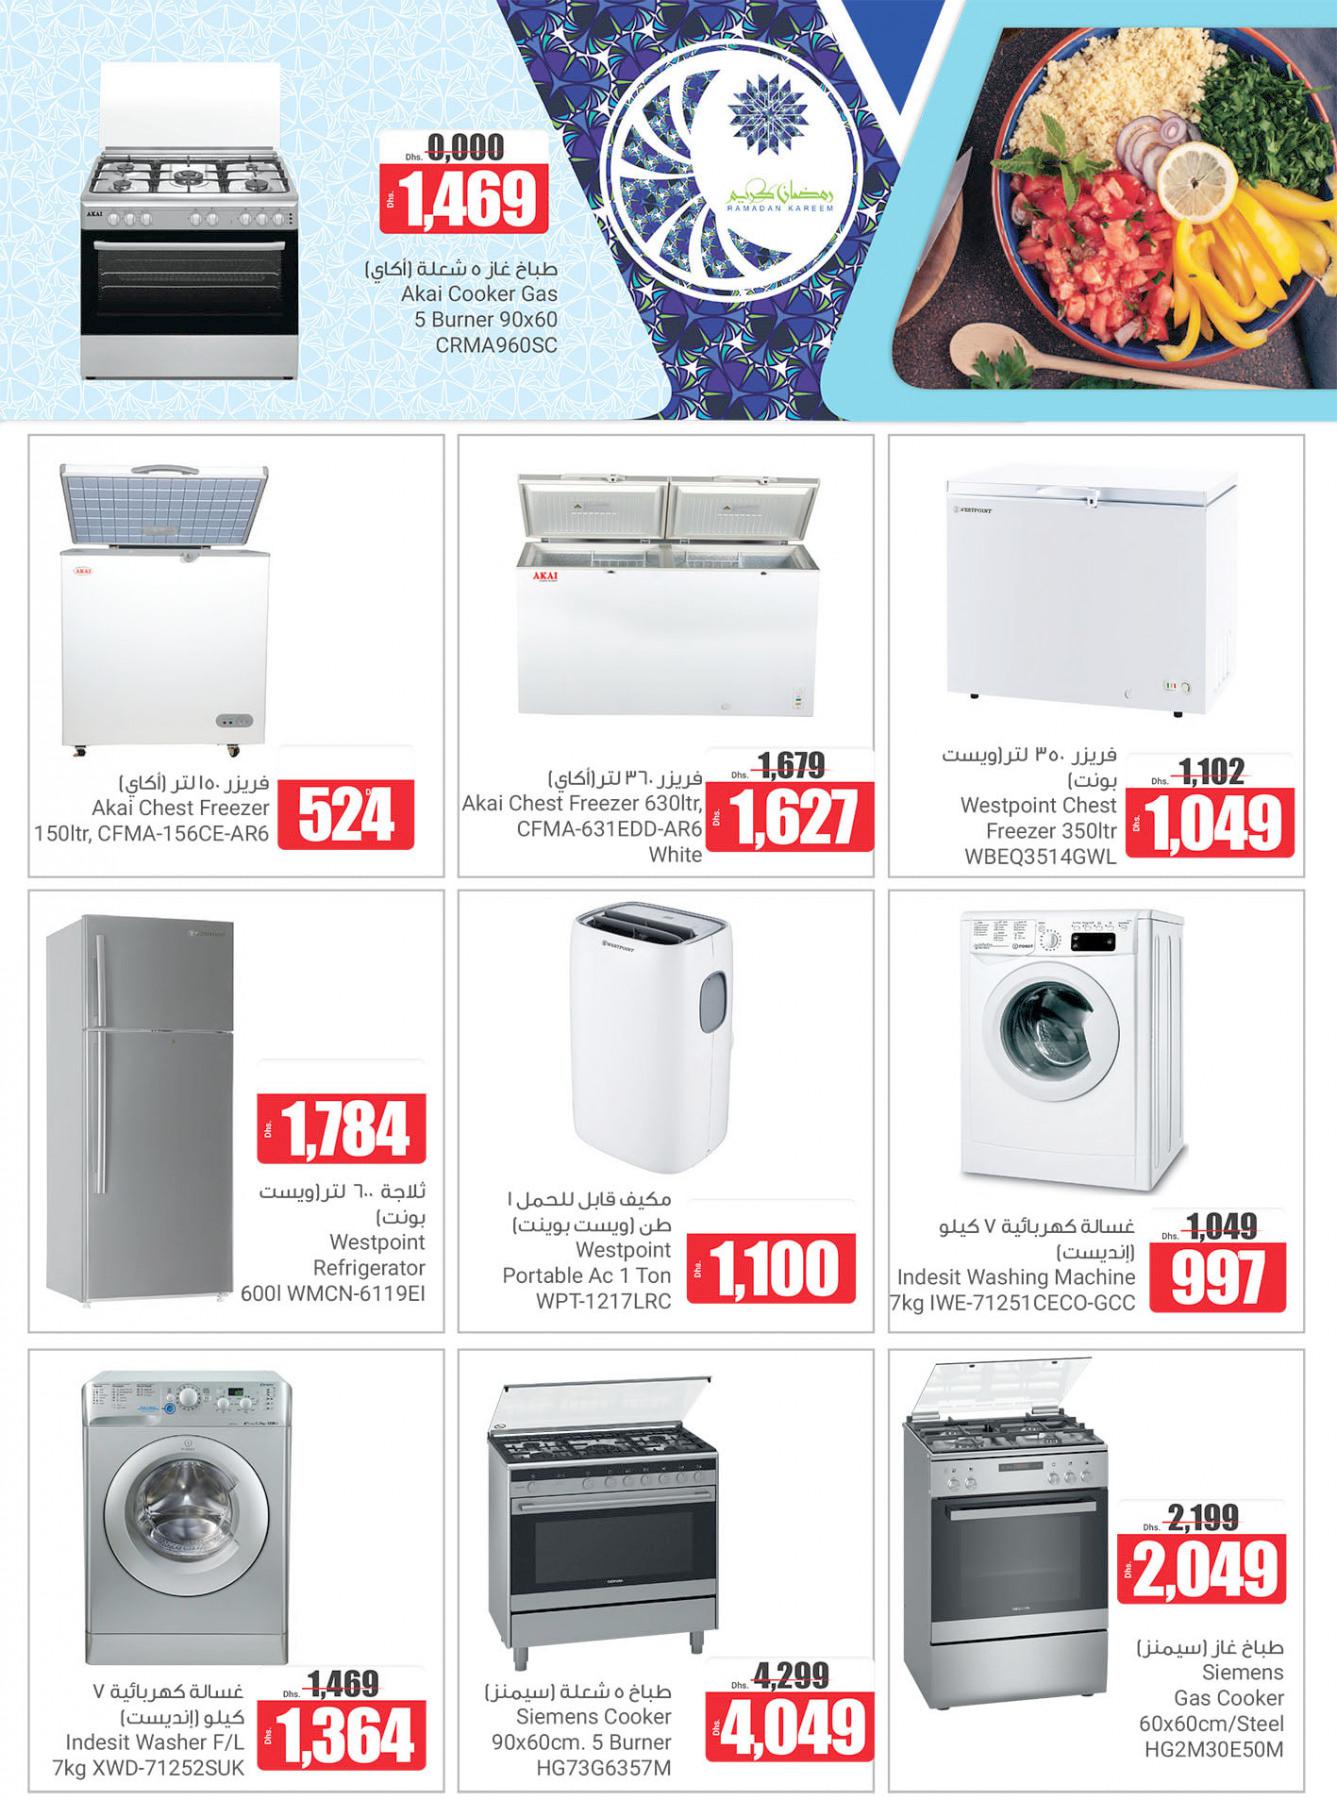 AKAI
Dhs. 0,000
Dhs. 1,469
طباخ غاز ٥ شعلة (أكاي)
Akai Cooker Gas
5 Burner 90x60
CRMA960SC
رمضان كريم
RAMADAN KAREEM
AKAI
فريزر ١٥٠ لتر (أكاي)
Akai Chest Freezer
150ltr, CFMA-156CE-AR6
524
AKAI
فريزر ٣٦٠ لتر(أكاي)
Akai Chest Freezer 630ltr,
CFMA-631EDD-AR6
White
Dhs. 1,679
Dhs. 1,627
WESTPOINT
فريزر ٣٥٠ لتر(ويست
بونت)
Westpoint Chest
Freezer 350ltr
WBEQ3514GWL
Dhs. 1,102
Dhs. 1,049
Dhs. 1,784
ثلاجة ٦٠٠ لتر(ويست
بونت)
Westpoint
Refrigerator
600l WMCN-6119EI
WESTPOINT
مكيف قابل للحمل ١
طن (ويست بوينت)
Westpoint
Portable Ac 1 Ton
WPT-1217LRC
Dhs. 1,100
غسالة كهربائية ٧ كيلو
(إنديست)
Indesit Washing Machine
7kg IWE-71251CECO-GCC
Dhs. 1,049
997
غسالة كهربائية ٧
كيلو (إنديست)
Indesit Washer F/L
7kg XWD-71252SUK
Dhs. 1,469
Dhs. 1,364
طباخ ٥ شعلة (سيمنز)
Siemens Cooker
90x60cm. 5 Burner
HG73G6357M
Dhs. 4,299
Dhs. 4,049
Dhs. 2,199
Dhs. 2,049
طباخ غاز (سيمنز)
Siemens
Gas Cooker
60x60cm/Steel
HG2M30E50M